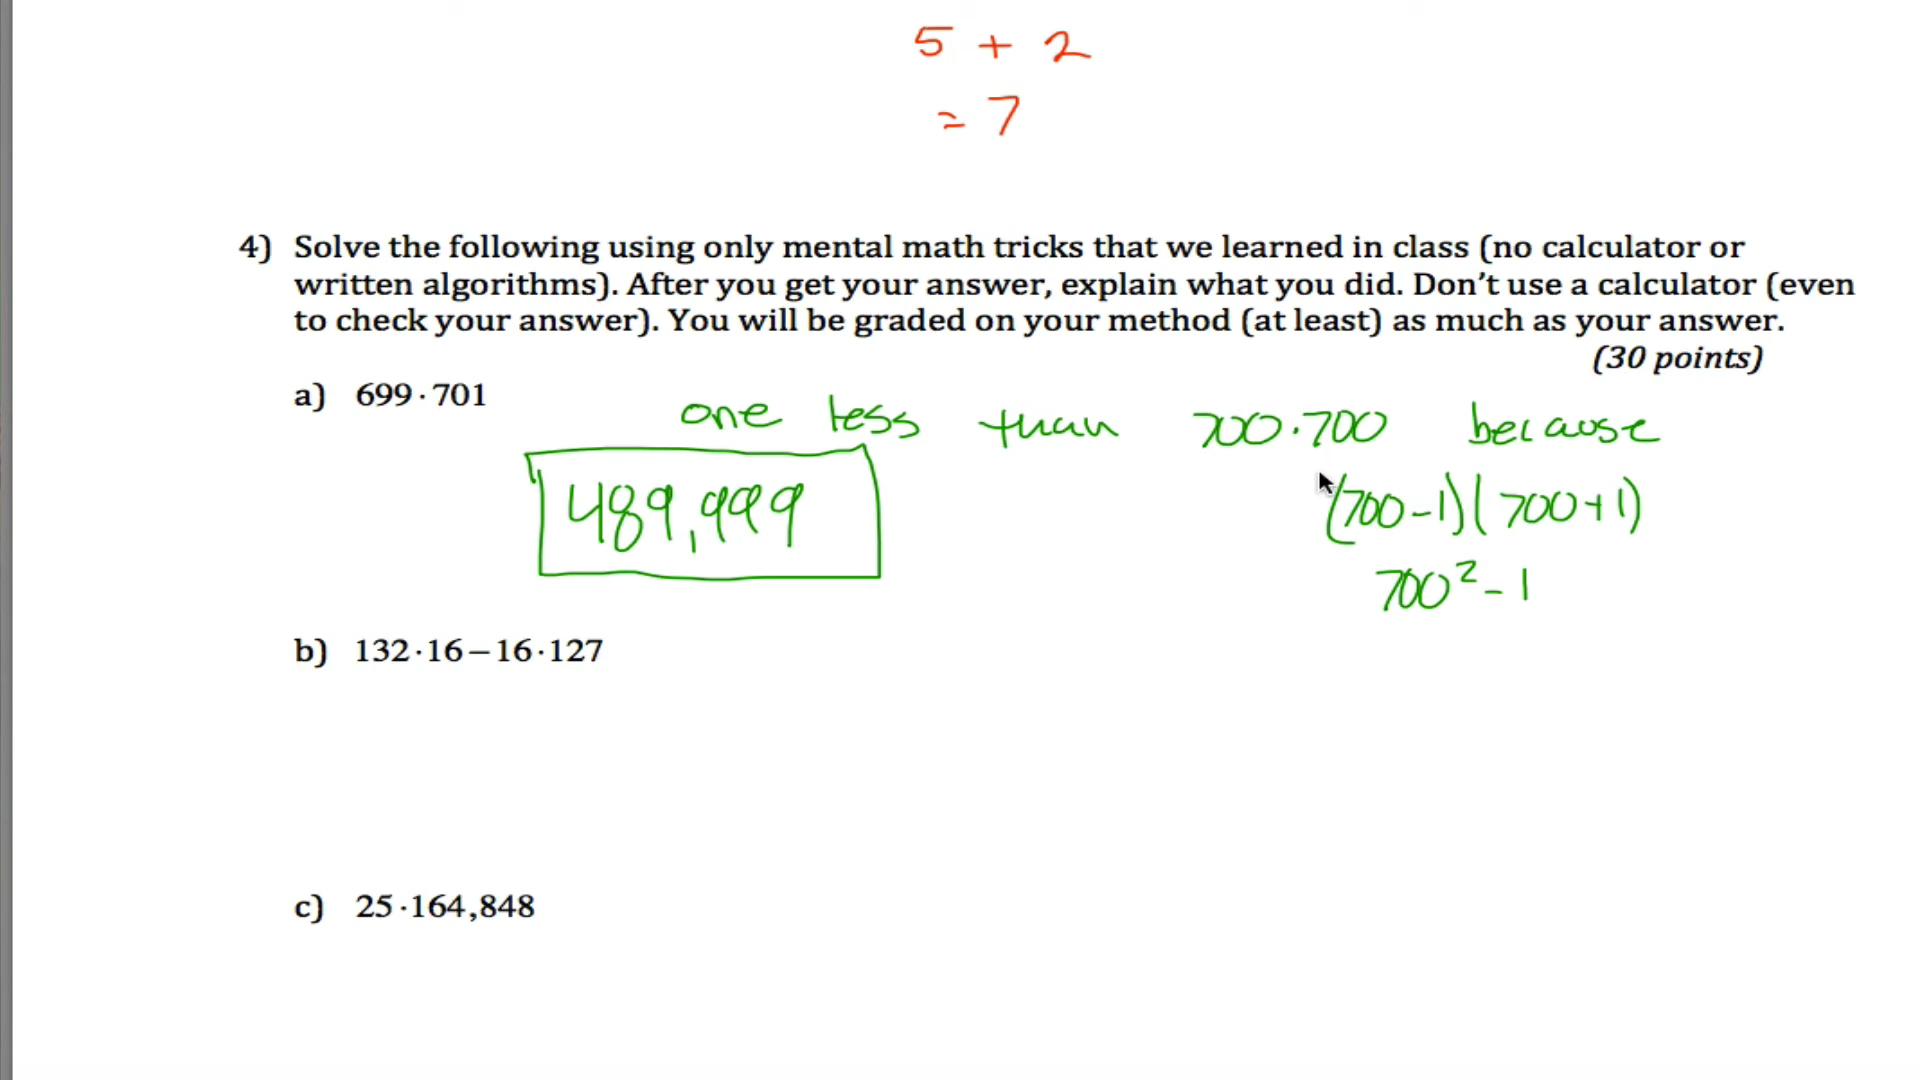 5 + 2
= 7
4) Solve the following using only mental math tricks that we learned in class (no calculator or
written algorithms). After you get your answer, explain what you did. Don’t use a calculator (even
to check your answer). You will be graded on your method (at least) as much as your answer.
(30 points)
a) 699·701
one less than 700·700 because
489,999
(700-1)(700+1)
700²-1
b) 132·16−16·127
c) 25·164,848